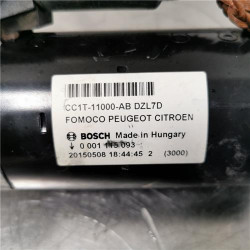 CC1T-11000-AB DZL7D
FOMOCO PEUGEOT CITROEN
BOSCH Made in Hungary
0 001 115 093
20150508 18:44:45 2 (3000)